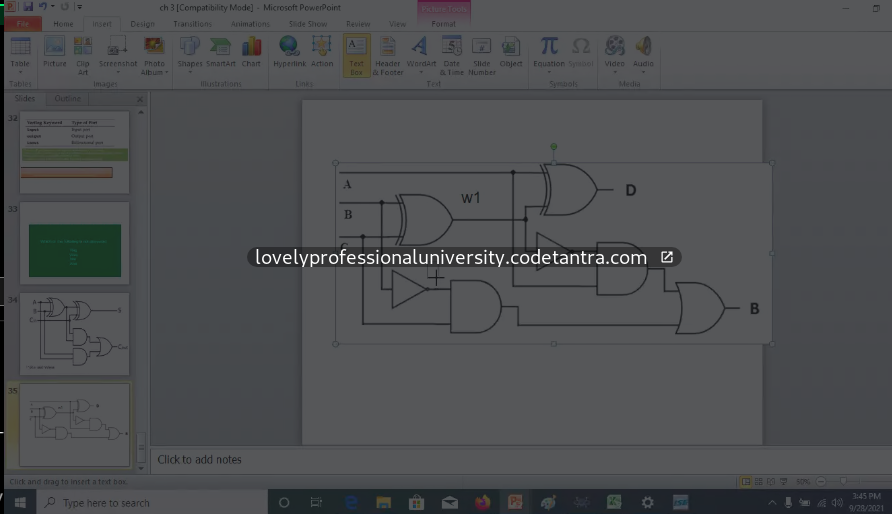 ch 3 [Compatibility Mode] - Microsoft PowerPoint
Picture Tools
File Home Insert Design Transitions Animations Slide Show Review View Format
Table Picture Clip Art Screenshot Photo Album Shapes SmartArt Chart Hyperlink Action Text Box Header & Footer WordArt Date & Time Slide Number Object Equation Symbol Video Audio
Tables Images Illustrations Links Text Symbols Media
Slides Outline
32
33
34
35
A
B
C
w1
D
B
lovelyprofessionaluniversity.codetantra.com
Click to add notes
Click and drag to insert a text box.
90%
Type here to search
3:45 PM
9/28/2021